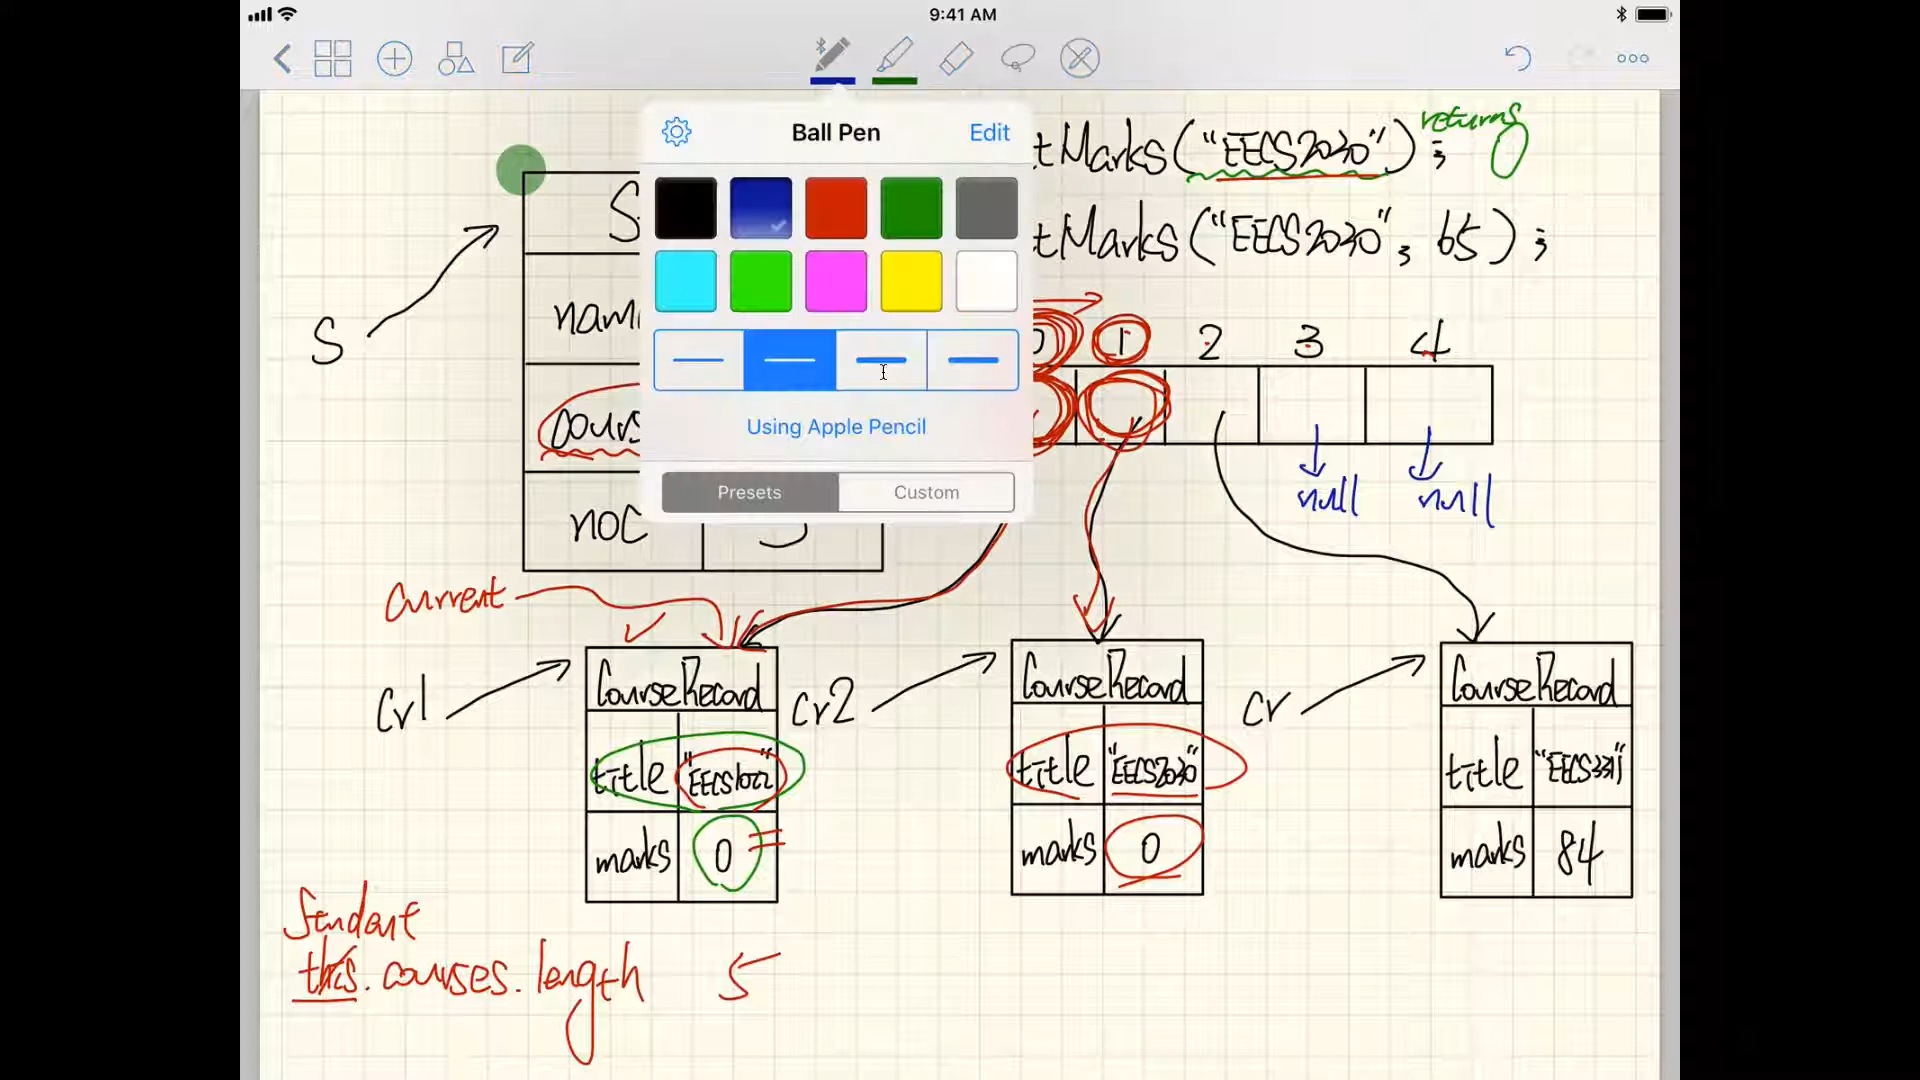 9:41 AM
Ball Pen
Edit
tMarks("EECS2030"); returns 0
tMarks("EECS2030", 65);
S
nam
cours
noc
1 2 3 4
Using Apple Pencil
Presets
Custom
null null
Current
cr1
CourseRecord
title "EECS1022"
marks 0
cr2
CourseRecord
title "EECS2030"
marks 0
cr
CourseRecord
title
marks 84
Student
this.courses.length 5